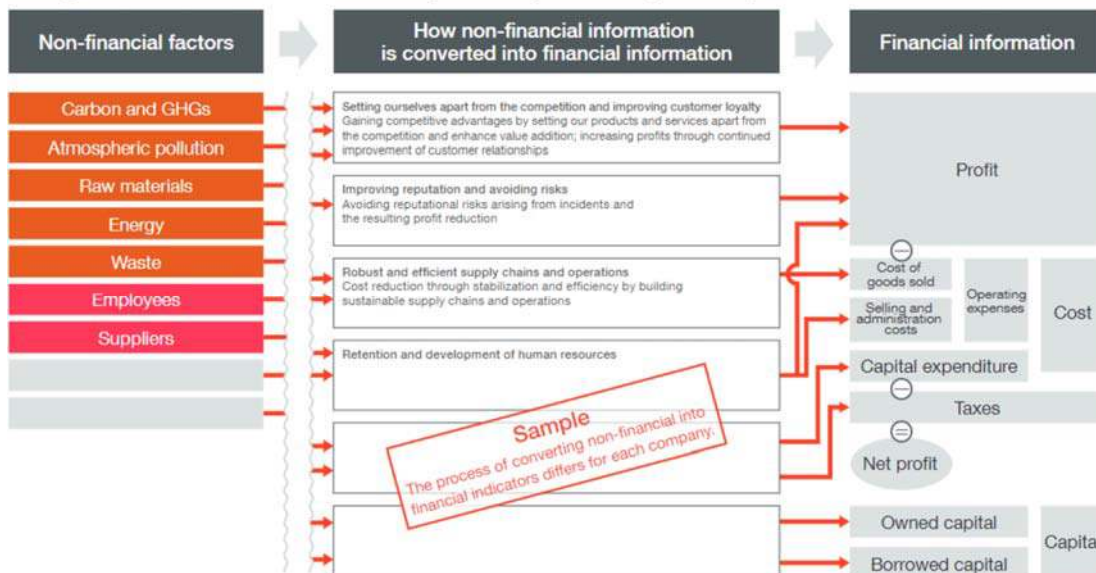 Non-financial factors
How non-financial information
is converted into financial information
Financial information
Carbon and GHGs
Atmospheric pollution
Raw materials
Energy
Waste
Employees
Suppliers
Setting ourselves apart from the competition and improving customer loyalty
Gaining competitive advantages by setting our products and services apart from
the competition and enhance value addition; increasing profits through continued
improvement of customer relationships
Improving reputation and avoiding risks
Avoiding reputational risks arising from incidents and
the resulting profit reduction
Robust and efficient supply chains and operations
Cost reduction through stabilization and efficiency by building
sustainable supply chains and operations
Retention and development of human resources
Sample
The process of converting non-financial into
financial indicators differs for each company.
Profit
Cost of
goods sold
Selling and
administration
costs
Operating
expenses
Cost
Capital expenditure
Taxes
Net profit
Owned capital
Borrowed capital
Capita